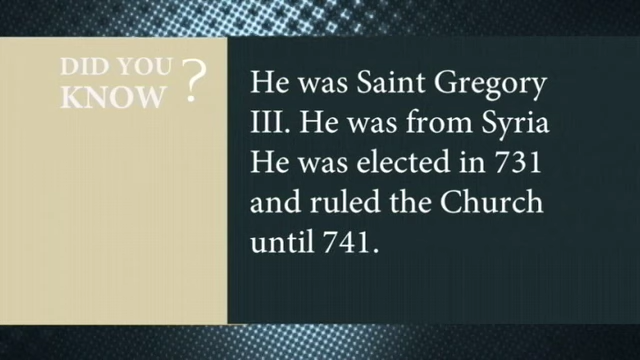 DID YOU
KNOW ?
He was Saint Gregory
III. He was from Syria
He was elected in 731
and ruled the Church
until 741.